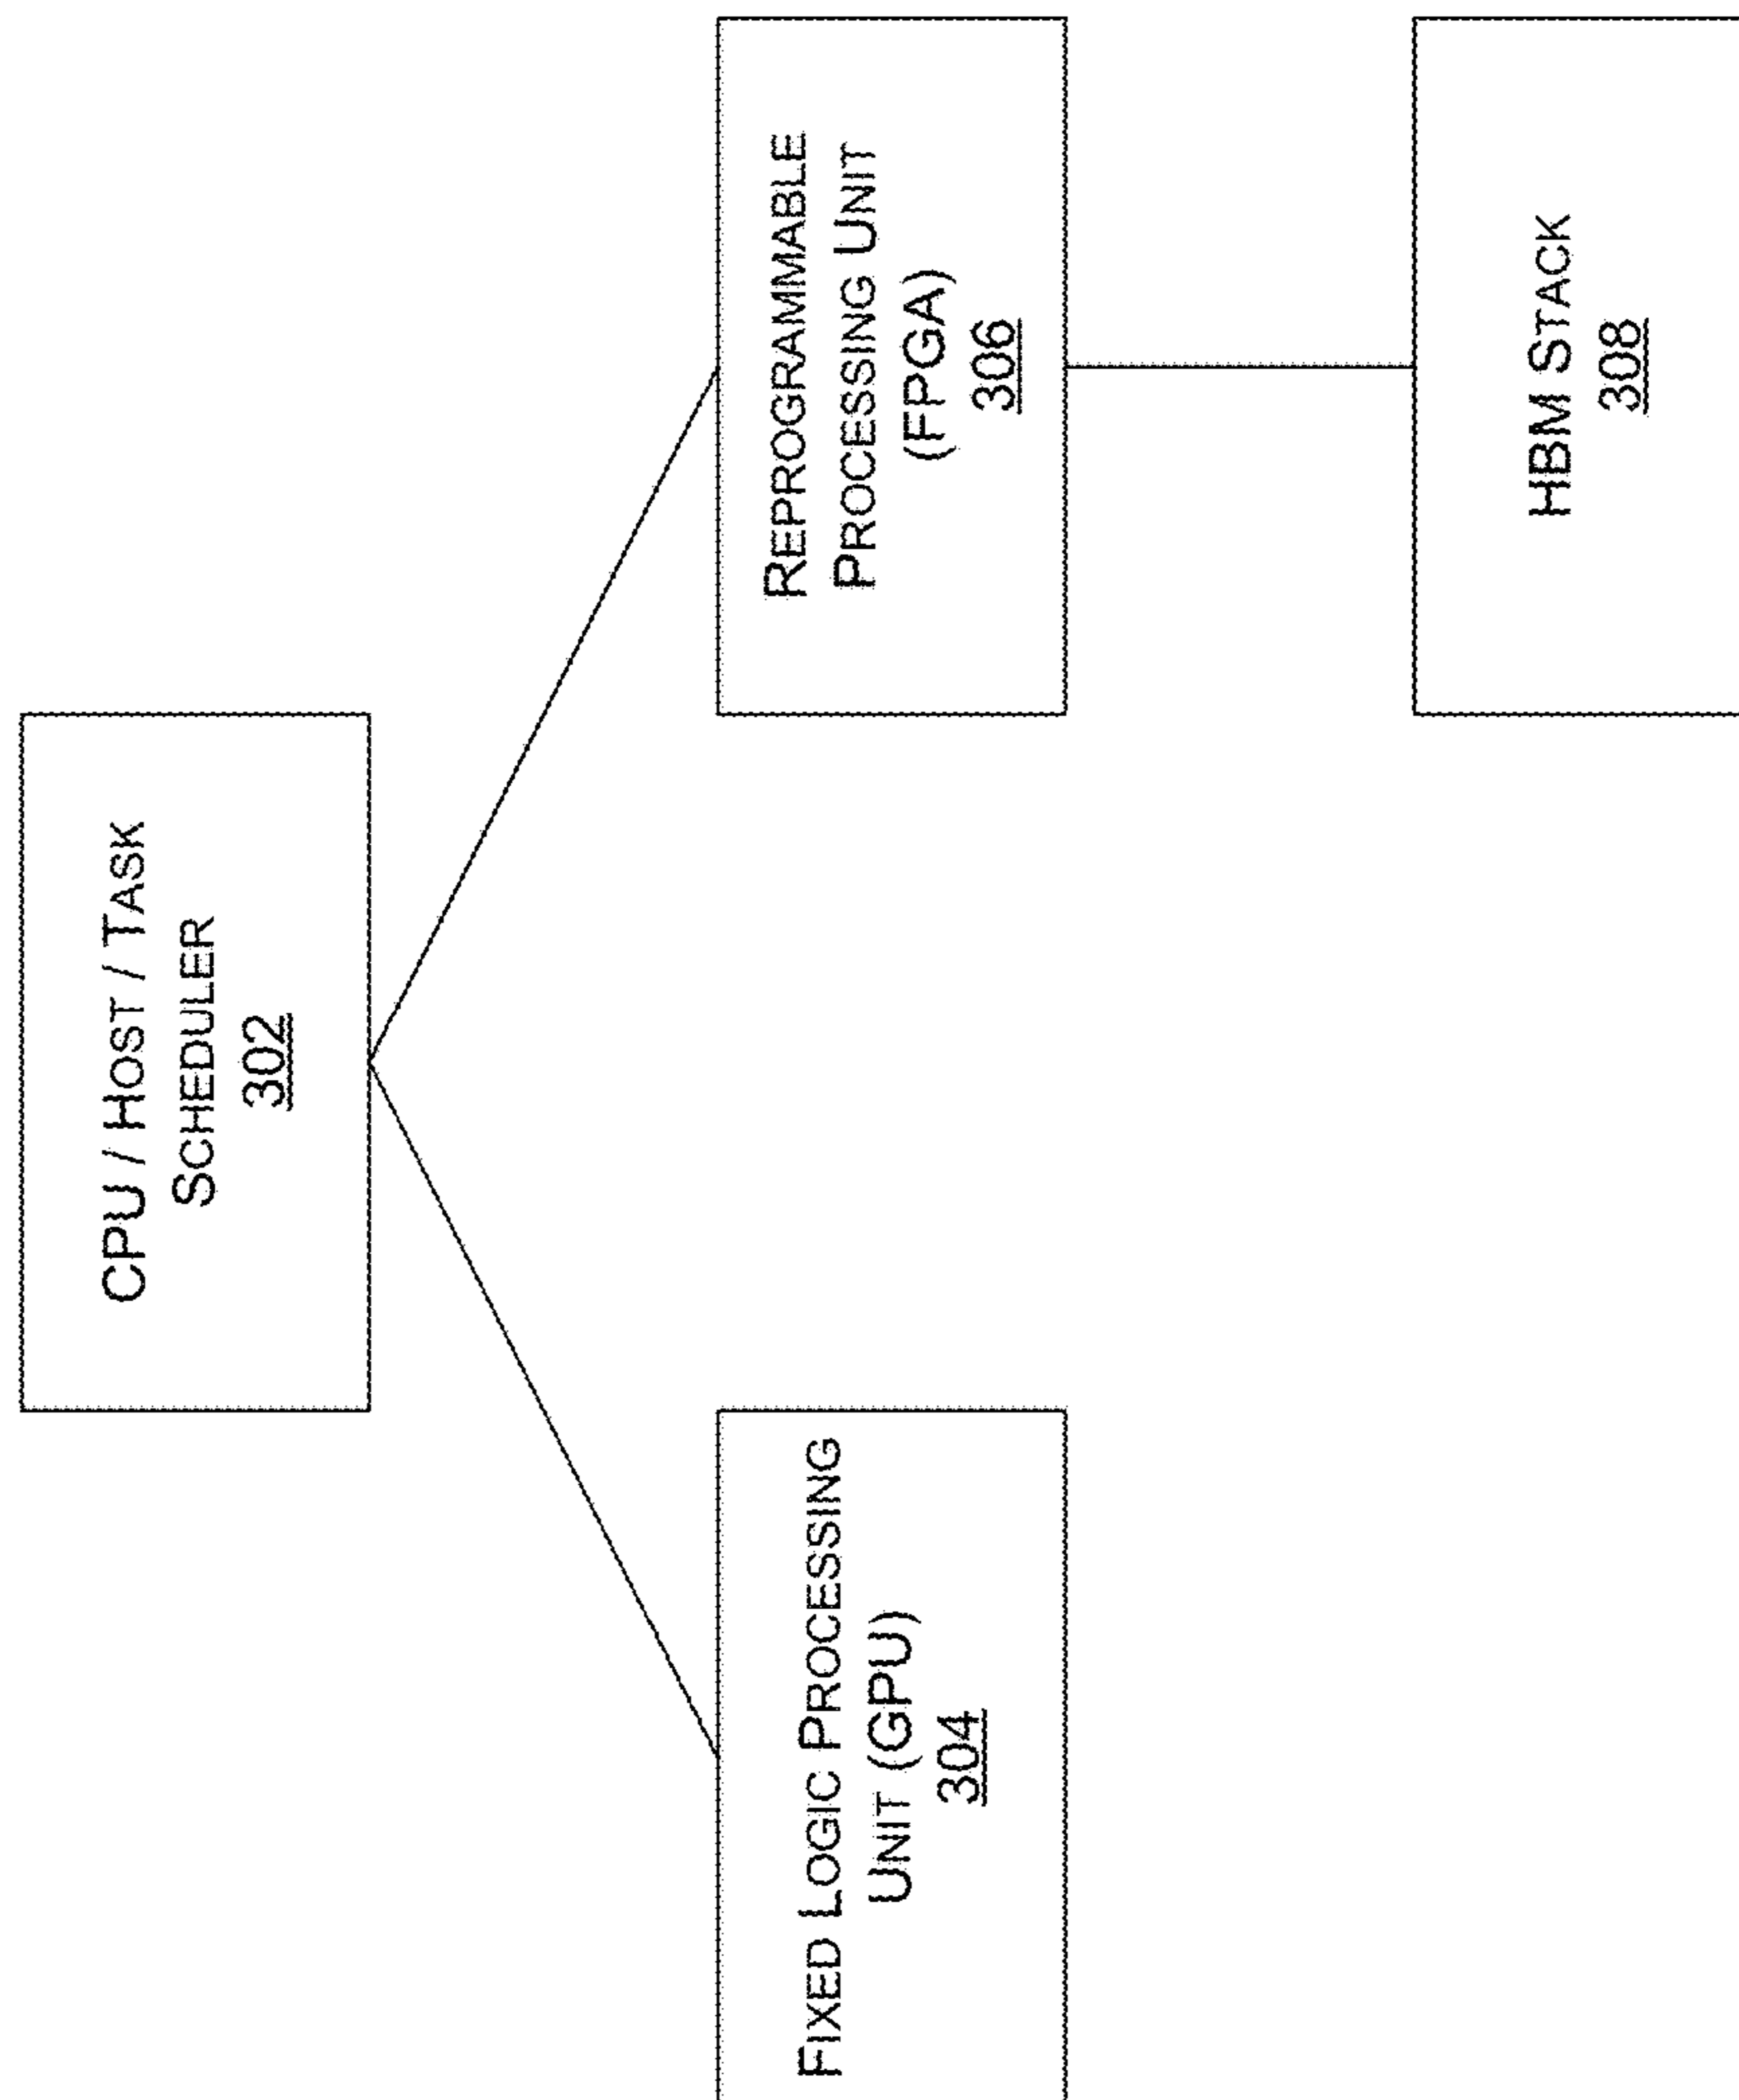 CPU / HOST / TASK
SCHEDULER
302
FIXED LOGIC PROCESSING
UNIT (GPU)
304
REPROGRAMMABLE
PROCESSING UNIT
(FPGA)
306
HBM STACK
308